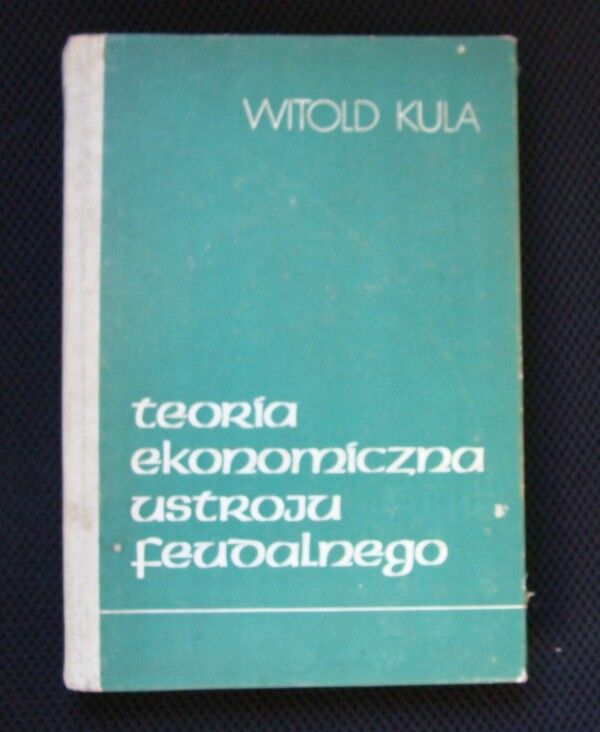 WITOLD KULA
teoria
ekonomiczna
ustroju
feudalnego